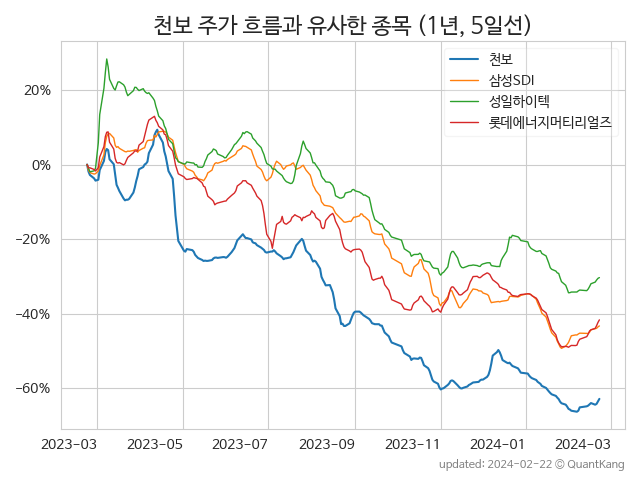 천보 주가 흐름과 유사한 종목 (1년, 5일선)
천보
삼성SDI
성일하이텍
롯데에너지머티리얼즈
20%
0%
−20%
−40%
−60%
2023-03 2023-05 2023-07 2023-09 2023-11 2024-01 2024-03
updated: 2024-02-22 © QuantKang